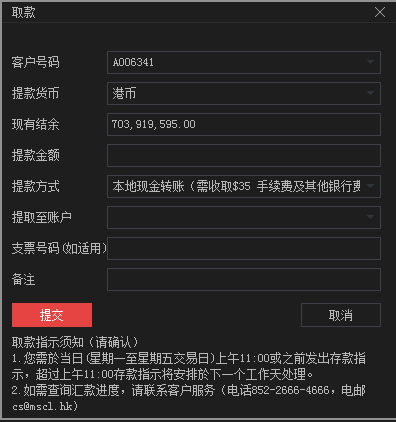 取款
客户号码 A006341
提款货币 港币
现有结余 703,919,595.00
提款金额
提款方式 本地现金转账（需收取$35 手续费及其他银行费
提取至账户
支票号码(如适用)
备注
提交 取消
取款指示须知（请确认）
1.您需於当日(星期一至星期五交易日)上午11:00或之前发出存款指
示，超过上午11:00存款指示将安排於下一个工作天处理。
2.如需查询汇款进度，请联系客户服务（电话852-2666-4666，电邮
cs@mscl.hk）